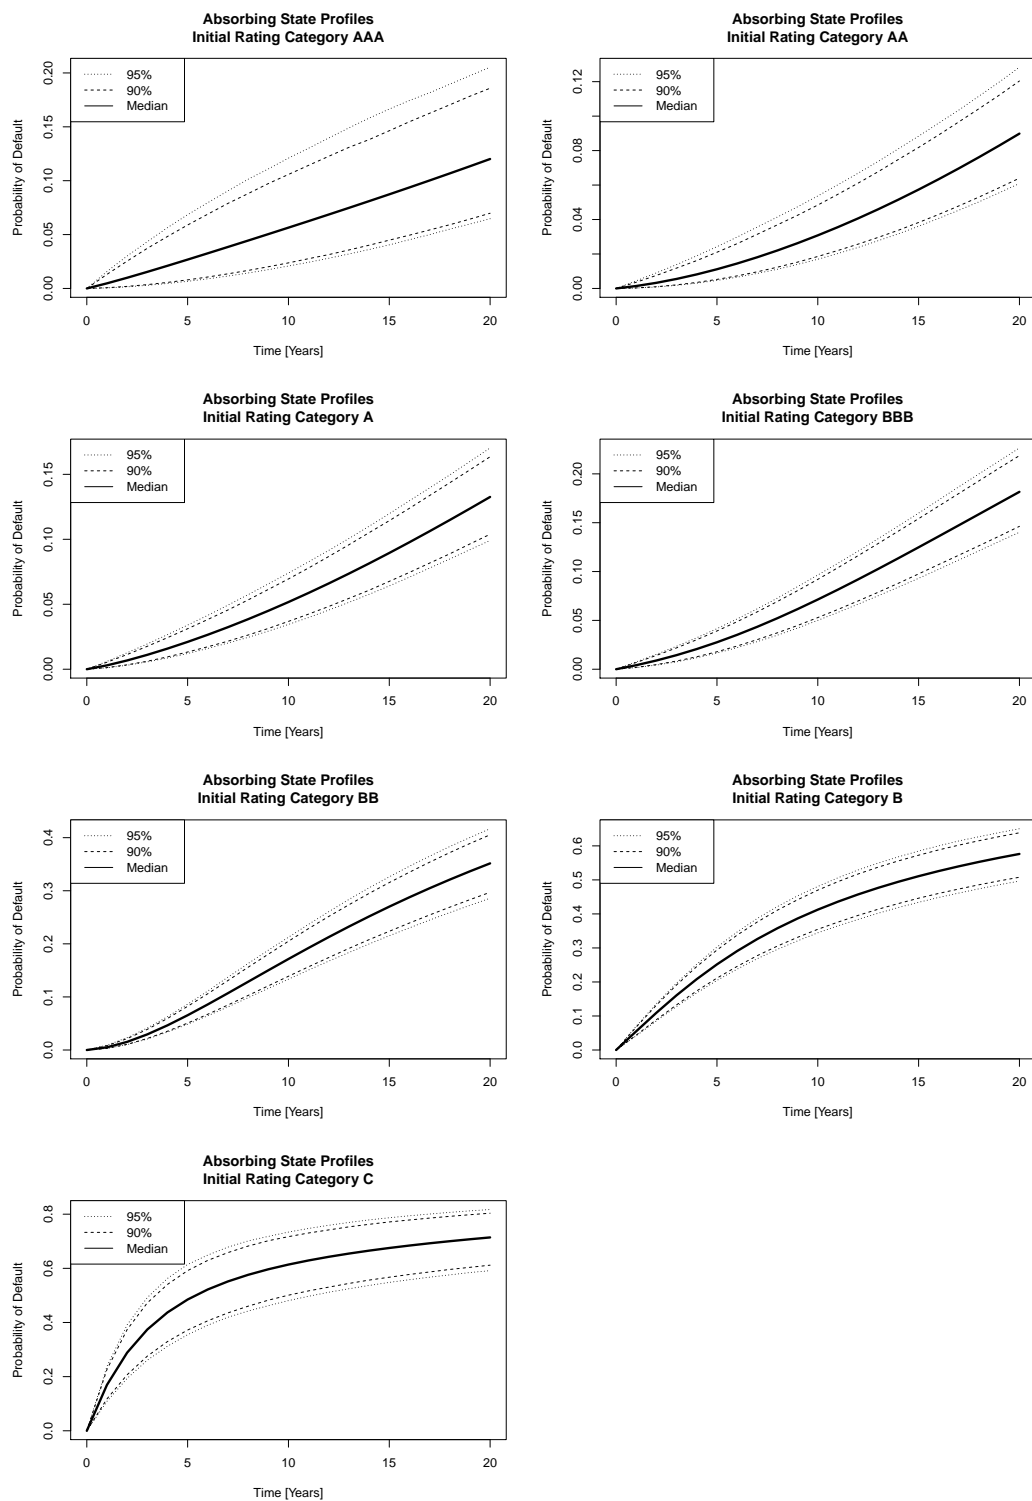 Absorbing State Profiles
Initial Rating Category AAA
95%
90%
Median
Probability of Default
0.00 0.05 0.10 0.15 0.20
0 5 10 15 20
Time [Years]
Absorbing State Profiles
Initial Rating Category AA
95%
90%
Median
Probability of Default
0.00 0.04 0.08 0.12
0 5 10 15 20
Time [Years]
Absorbing State Profiles
Initial Rating Category A
95%
90%
Median
Probability of Default
0.00 0.05 0.10 0.15
0 5 10 15 20
Time [Years]
Absorbing State Profiles
Initial Rating Category BBB
95%
90%
Median
Probability of Default
0.00 0.05 0.10 0.15 0.20
0 5 10 15 20
Time [Years]
Absorbing State Profiles
Initial Rating Category BB
95%
90%
Median
Probability of Default
0.0 0.1 0.2 0.3 0.4
0 5 10 15 20
Time [Years]
Absorbing State Profiles
Initial Rating Category B
95%
90%
Median
Probability of Default
0.0 0.1 0.2 0.3 0.4 0.5 0.6
0 5 10 15 20
Time [Years]
Absorbing State Profiles
Initial Rating Category C
95%
90%
Median
Probability of Default
0.0 0.2 0.4 0.6 0.8
0 5 10 15 20
Time [Years]